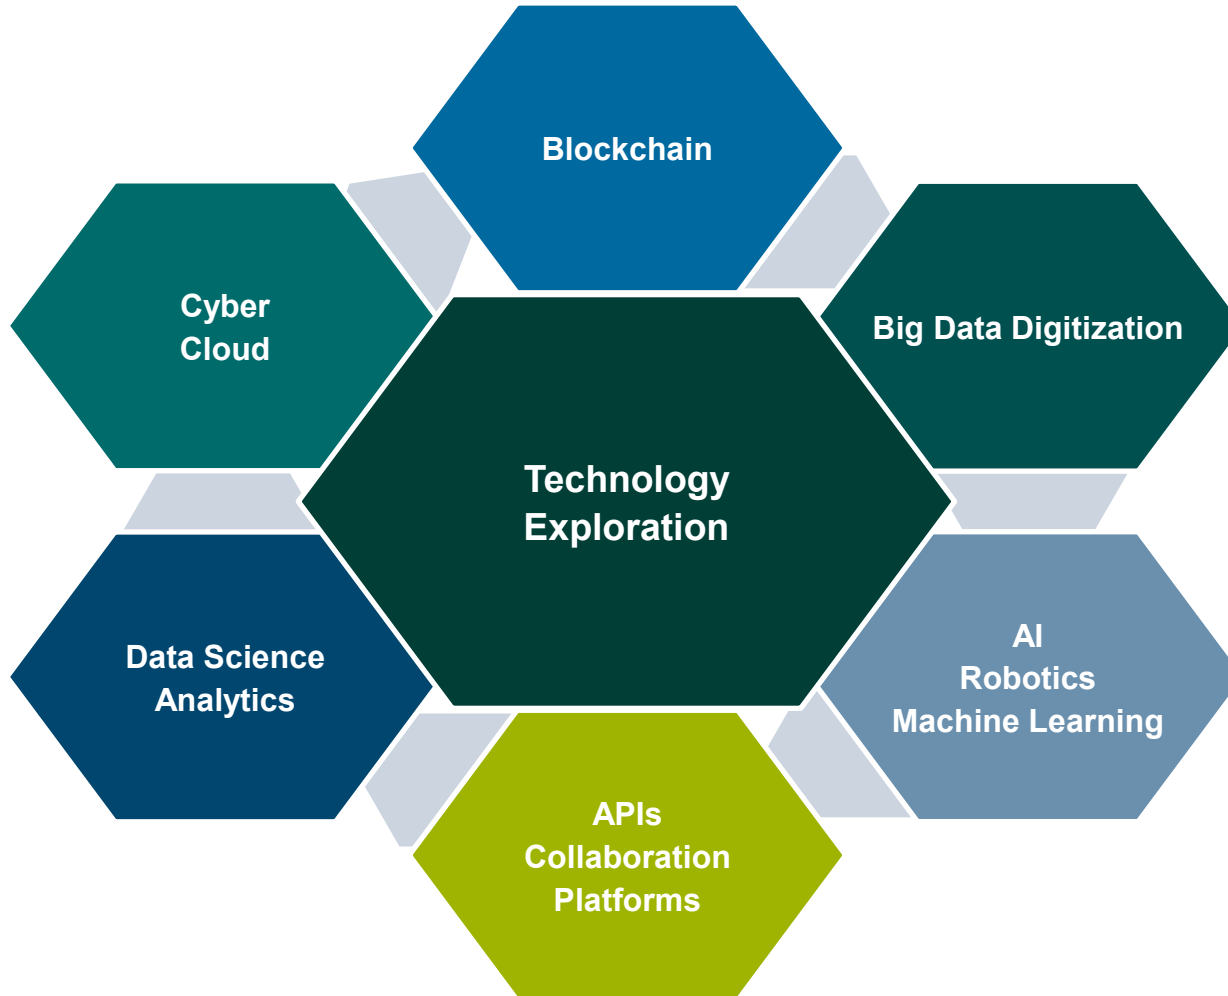 Blockchain
Cyber
Cloud
Big Data Digitization
Technology
Exploration
Data Science
Analytics
AI
Robotics
Machine Learning
APIs
Collaboration
Platforms